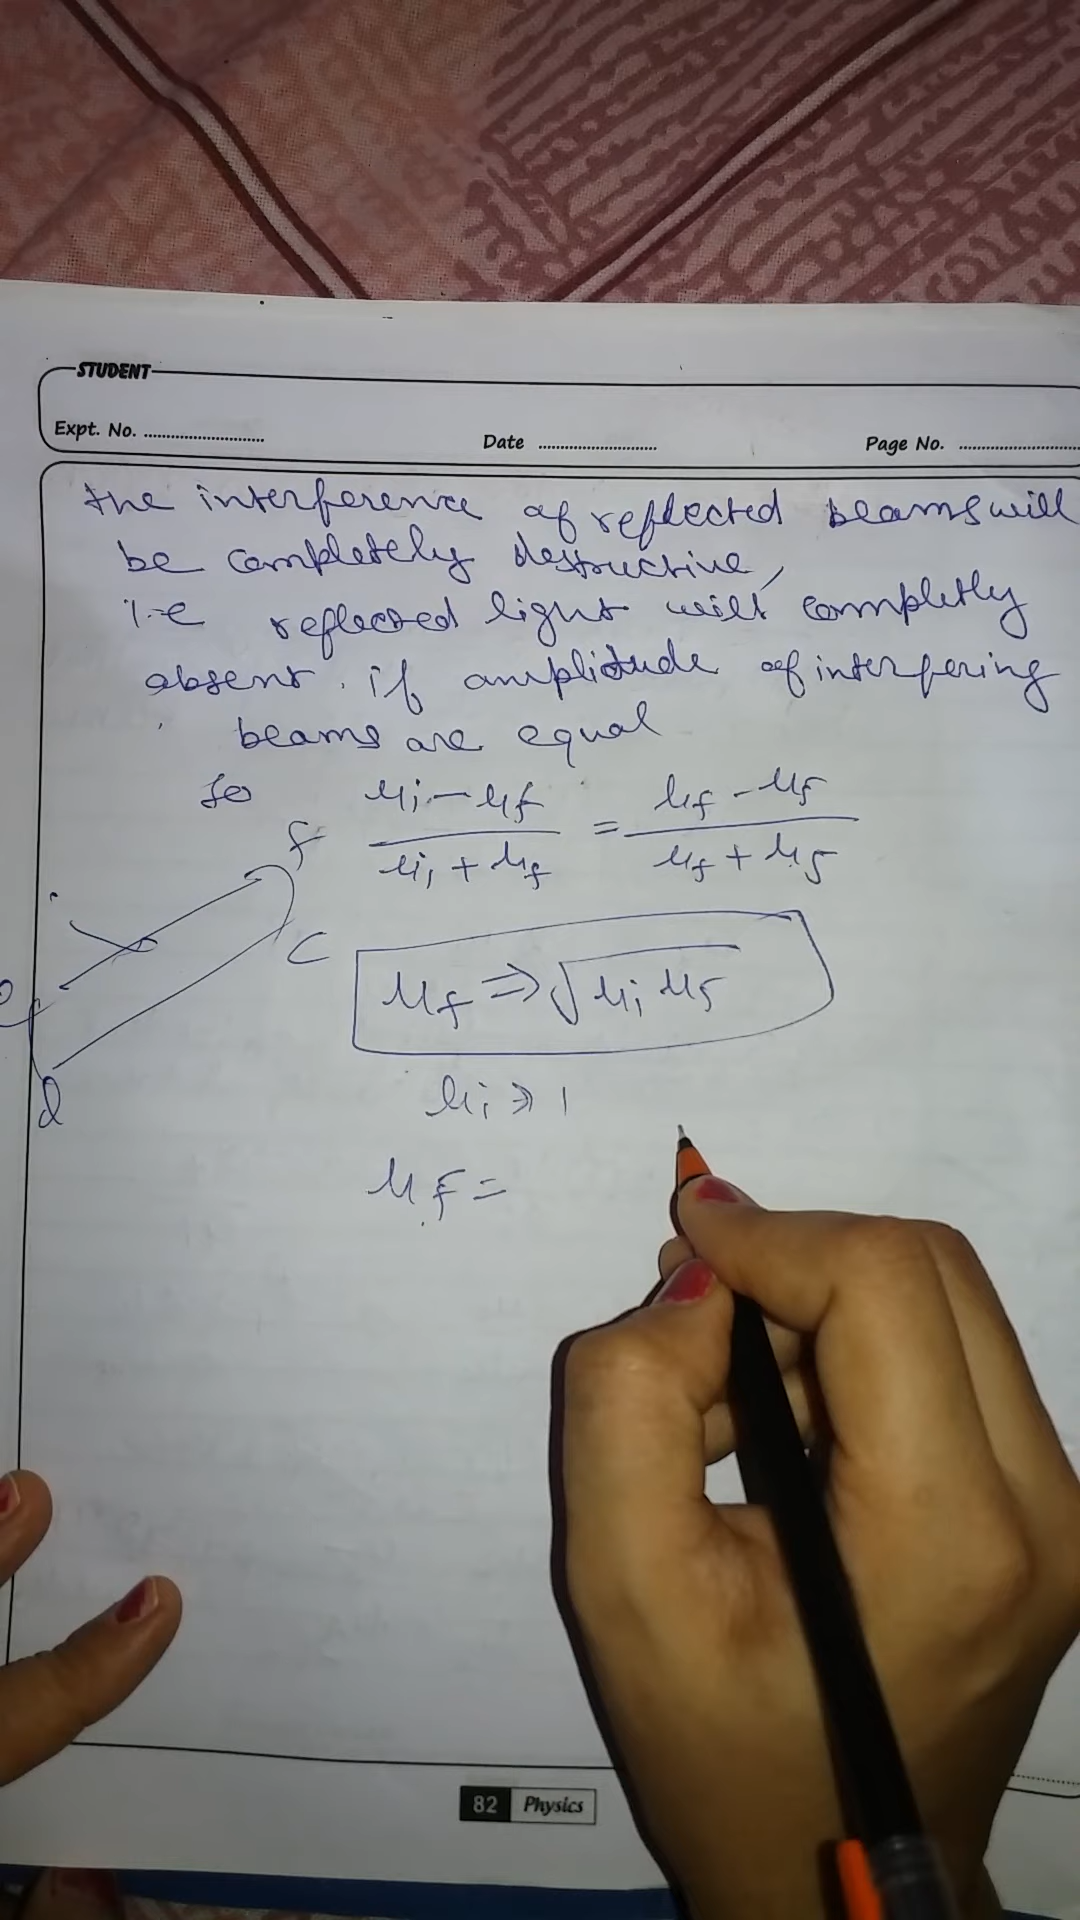 STUDENT
Expt. No. ..........................
Date ..........................
Page No. ..........................
the interference of reflected beams will
be completely destructive,
i.e reflected light will completly
absent. if amplitude of interfering
beams are equal
so μi - μf / μi + μf = μf - μs / μf + μs
f
c
μf ⇒ √μi μs
d
μi ⇒ 1
μf =
82 Physics